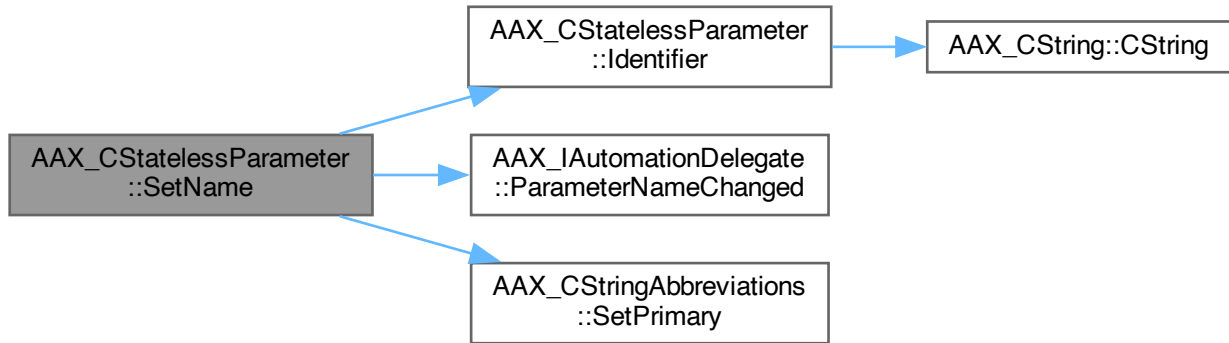 AAX_CStatelessParameter
::SetName
AAX_CStatelessParameter
::Identifier
AAX_CString::CString
AAX_IAutomationDelegate
::ParameterNameChanged
AAX_CStringAbbreviations
::SetPrimary